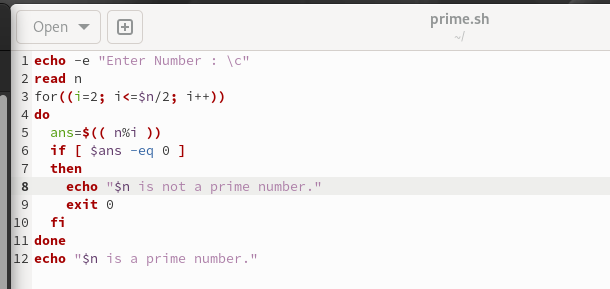 Open
prime.sh
~/
1 echo -e "Enter Number : \c"
2 read n
3 for((i=2; i<=$n/2; i++))
4 do
5   ans=$(( n%i ))
6   if [ $ans -eq 0 ]
7   then
8     echo "$n is not a prime number."
9     exit 0
10   fi
11 done
12 echo "$n is a prime number."